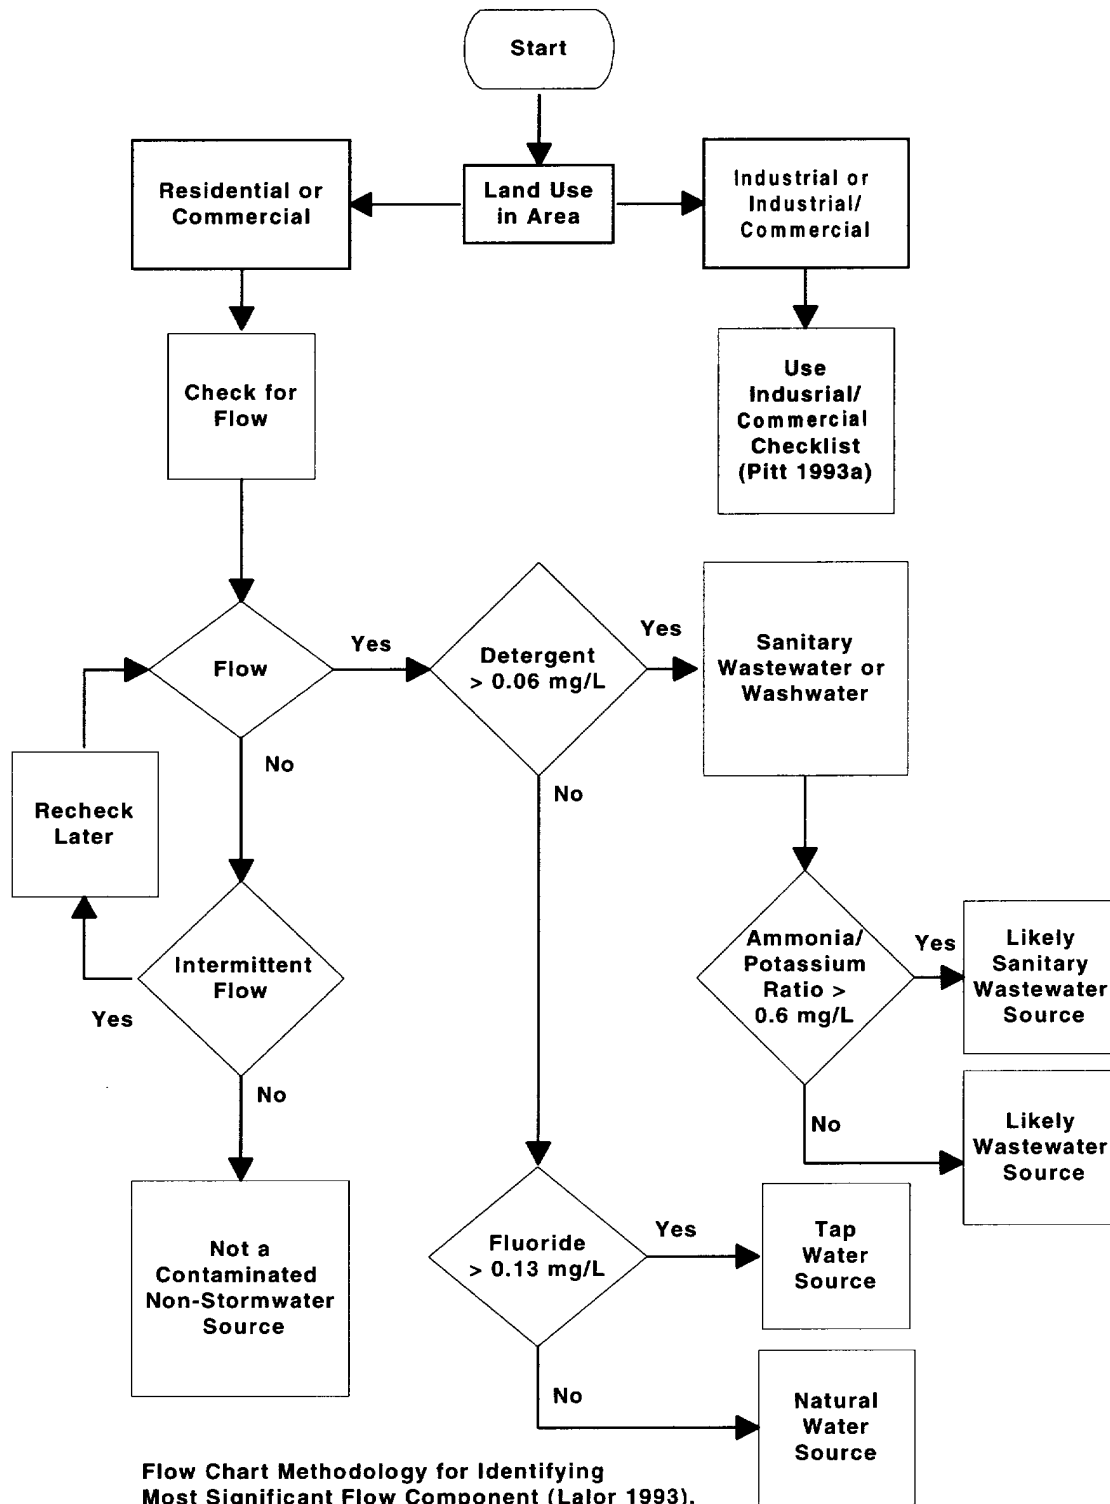 Start
Residential or
Commercial
Land Use
in Area
Industrial or
Industrial/
Commercial
Check for
Flow
Use
Indusrial/
Commercial
Checklist
(Pitt 1993a)
Flow
Yes
Detergent
> 0.06 mg/L
Yes
Sanitary
Wastewater or
Washwater
No
No
Recheck
Later
Intermittent
Flow
Yes
No
Ammonia/
Potassium
Ratio >
0.6 mg/L
Yes
Likely
Sanitary
Wastewater
Source
No
Likely
Wastewater
Source
Not a
Contaminated
Non-Stormwater
Source
Fluoride
> 0.13 mg/L
Yes
Tap
Water
Source
No
Natural
Water
Source
Flow Chart Methodology for Identifying
Most Significant Flow Component (Lalor 1993).